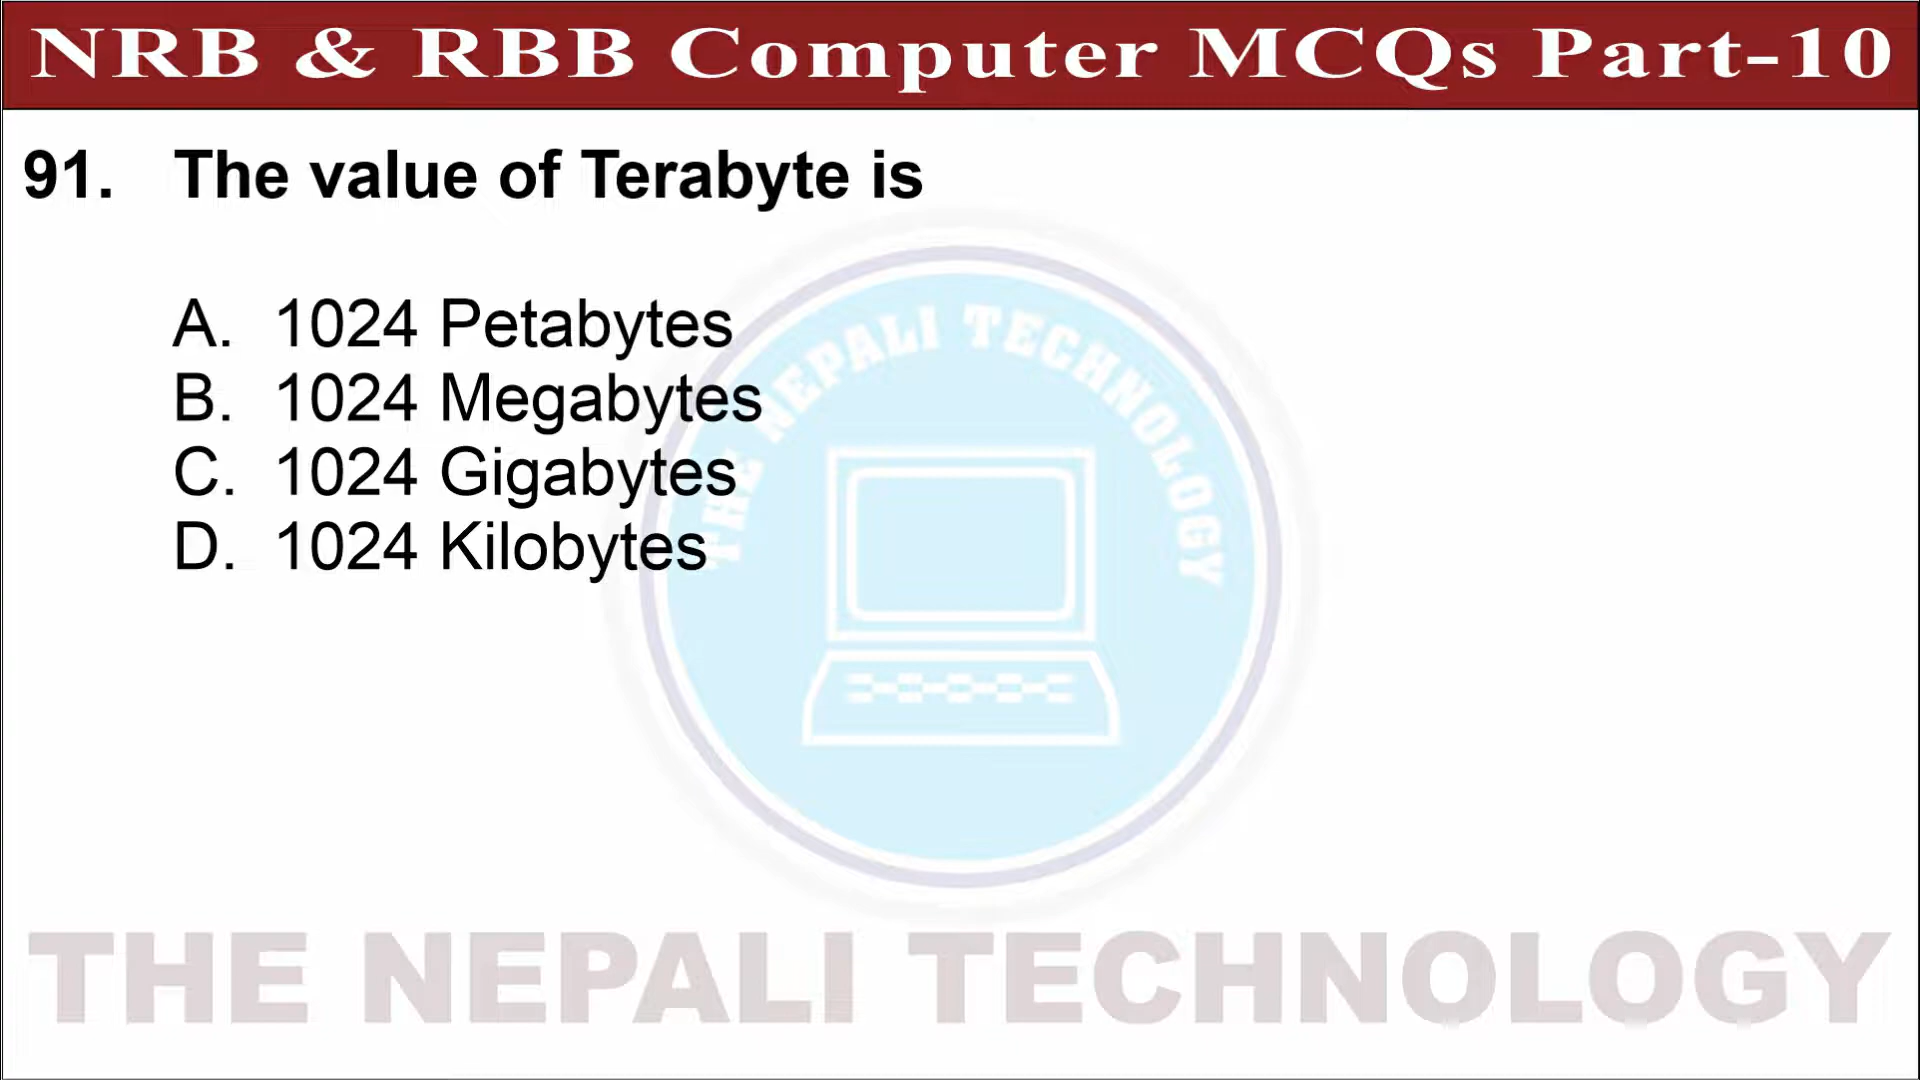 NRB & RBB Computer MCQs Part-10
91. The value of Terabyte is
A. 1024 Petabytes
B. 1024 Megabytes
C. 1024 Gigabytes
D. 1024 Kilobytes
THE NEPALI TECHNOLOGY
THE NEPALI TECHNOLOGY